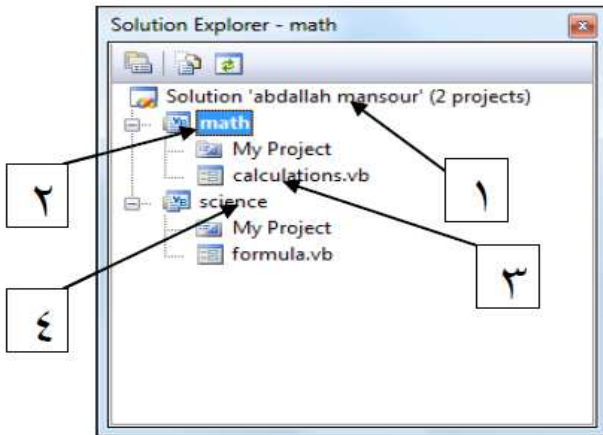 Solution Explorer - math
Solution 'abdallah mansour' (2 projects)
math
My Project
calculations.vb
science
My Project
formula.vb
١
٢
٣
٤